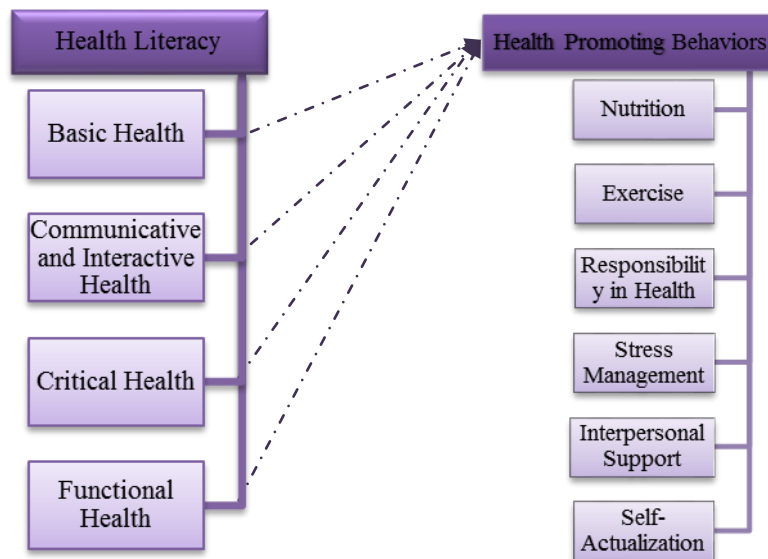 Health Literacy
Basic Health
Communicative
and Interactive
Health
Critical Health
Functional
Health
Health Promoting Behaviors
Nutrition
Exercise
Responsibilit
y in Health
Stress
Management
Interpersonal
Support
Self-
Actualization